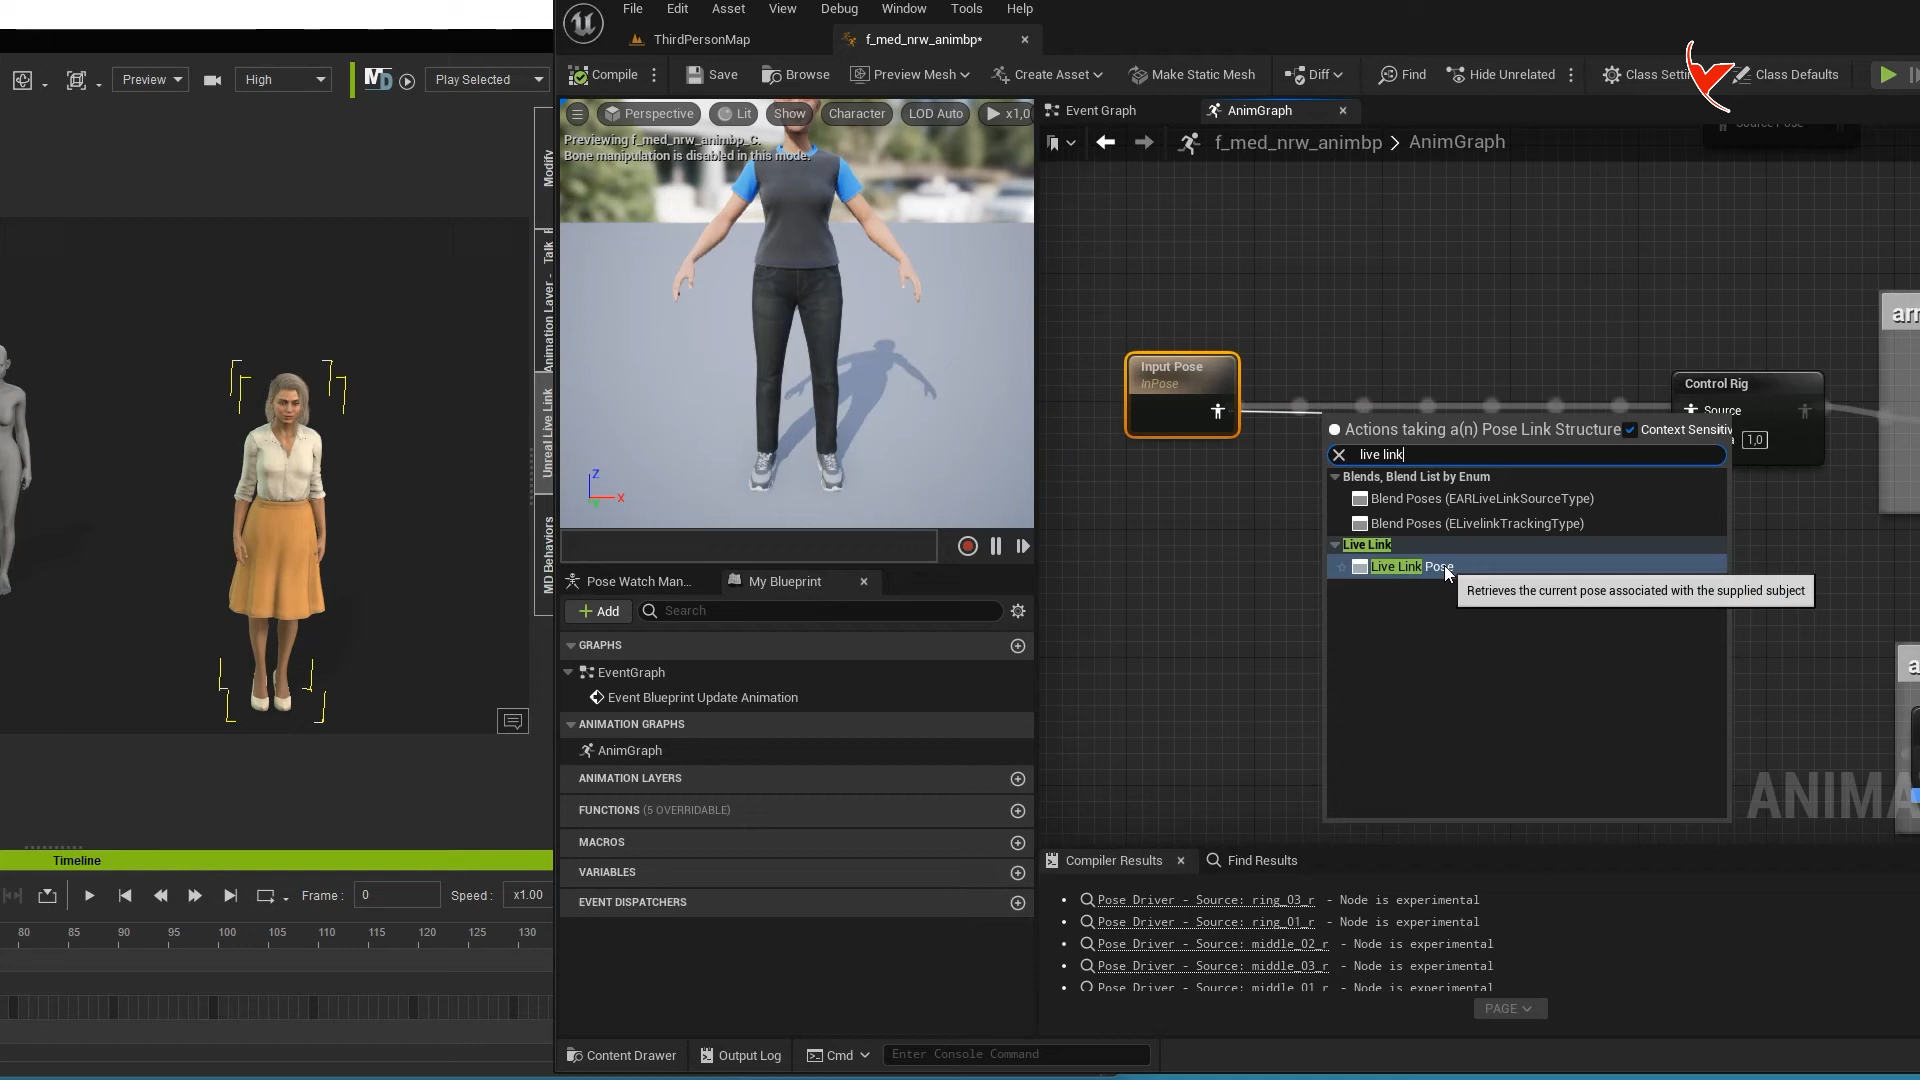 File Edit Asset View Debug Window Tools Help
ThirdPersonMap
f_med_nrw_animbp*
Preview
High
MD
Play Selected
Compile
Save
Browse
Preview Mesh
Create Asset
Make Static Mesh
Diff
Find
Hide Unrelated
Class Defaults
Perspective
Lit
Show
Character
LOD Auto
x1,0
Previewing f_med_nrw_animbp_C.
Bone manipulation is disabled in this mode.
Event Graph
AnimGraph
f_med_nrw_animbp > AnimGraph
Modify
Animation Layer -
Talk
Unreal Live Link
MD Behaviors
Input Pose
InPose
Control Rig
Source
1,0
Actions taking a(n) Pose Link Structure
Context Sensitiv
live link
Blends, Blend List by Enum
Blend Poses (EARLiveLinkSourceType)
Blend Poses (ELivelinkTrackingType)
Live Link
Live Link Pose
Retrieves the current pose associated with the supplied subject
Z
X
Pose Watch Man...
My Blueprint
+ Add
Search
GRAPHS
EventGraph
Event Blueprint Update Animation
ANIMATION GRAPHS
AnimGraph
ANIMATION LAYERS
FUNCTIONS (5 OVERRIDABLE)
MACROS
VARIABLES
EVENT DISPATCHERS
ANIMA
Timeline
Frame : 0
Speed : x1.00
80 85 90 95 100 105 110 115 120 125 130
Compiler Results
Find Results
• Pose Driver - Source: ring_03_r - Node is experimental
• Pose Driver - Source: ring_01_r - Node is experimental
• Pose Driver - Source: middle_02_r - Node is experimental
• Pose Driver - Source: middle_03_r - Node is experimental
• Pose Driver - Source: middle_01_r - Node is experimental
PAGE
Content Drawer
Output Log
Cmd
Enter Console Command